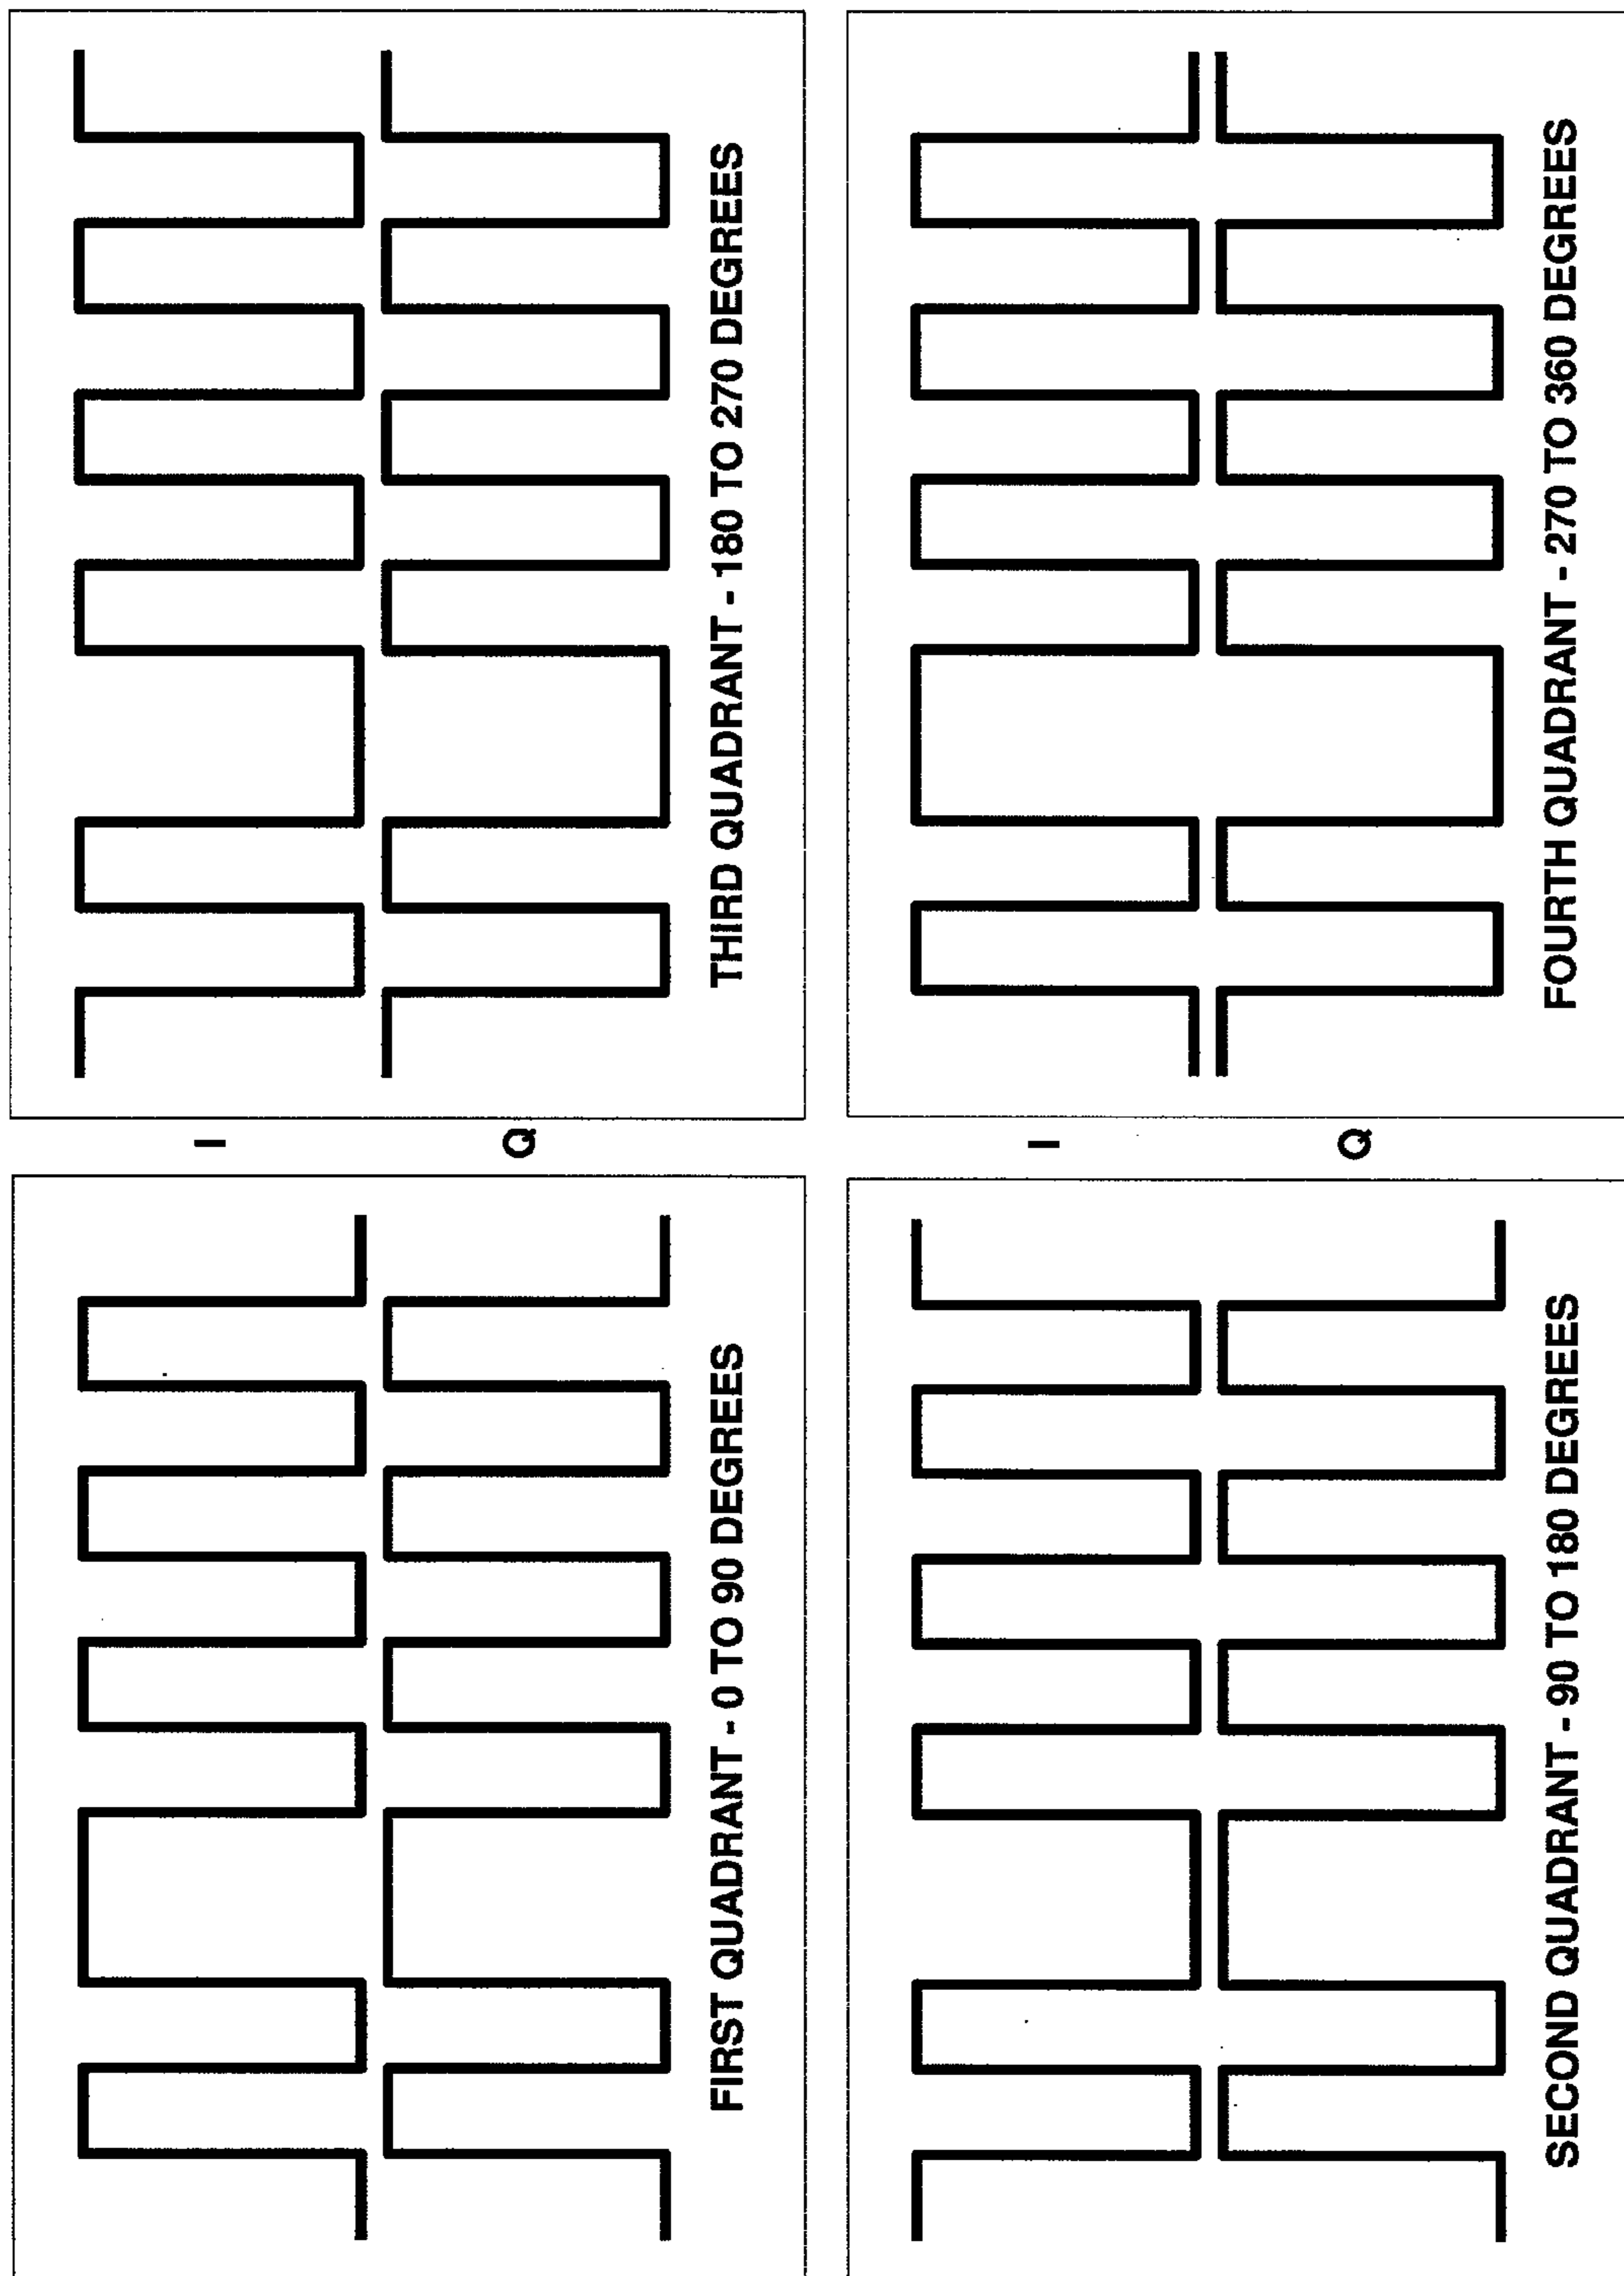 FIRST QUADRANT - 0 TO 90 DEGREES
I
Q
THIRD QUADRANT - 180 TO 270 DEGREES
SECOND QUADRANT - 90 TO 180 DEGREES
I
Q
FOURTH QUADRANT - 270 TO 360 DEGREES